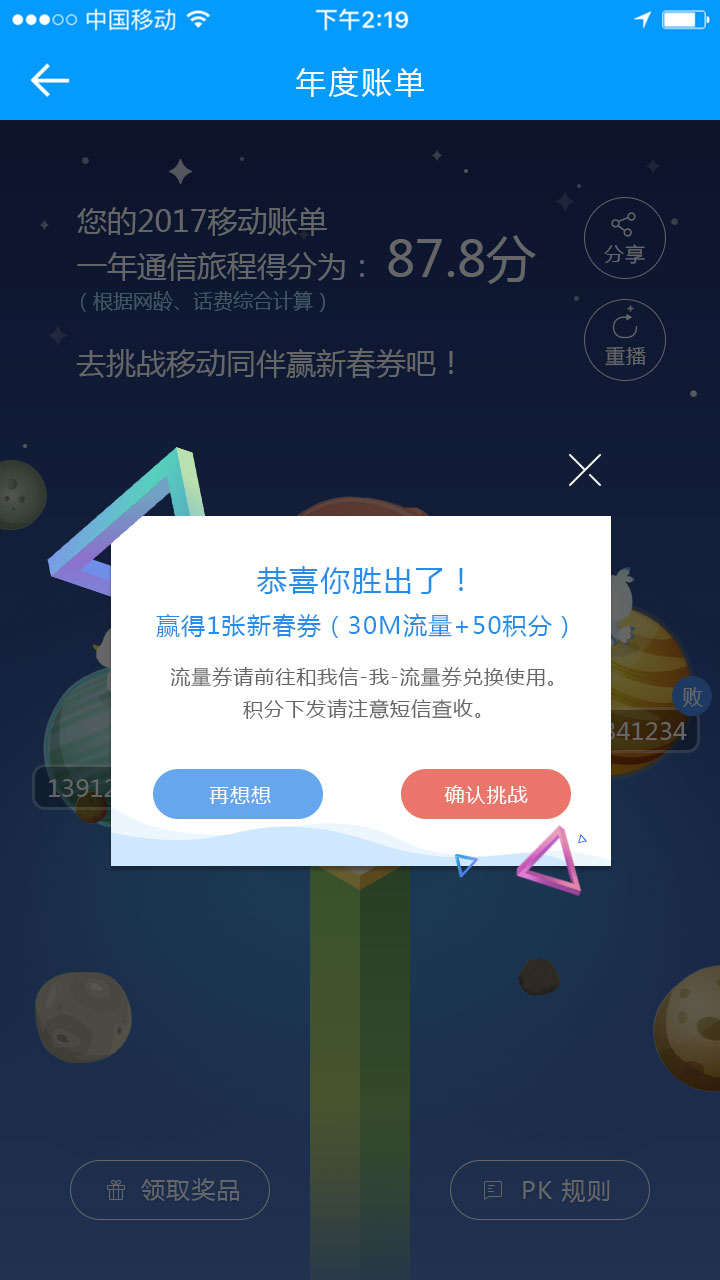 中国移动
下午2:19
年度账单
您的2017移动账单
一年通信旅程得分为：87.8分
（根据网龄、话费综合计算）
去挑战移动同伴赢新春券吧！
分享
重播
恭喜你胜出了！
赢得1张新春券（30M流量+50积分）
流量券请前往和我信-我-流量券兑换使用。
积分下发请注意短信查收。
败
13912
341234
再想想
确认挑战
领取奖品
PK 规则